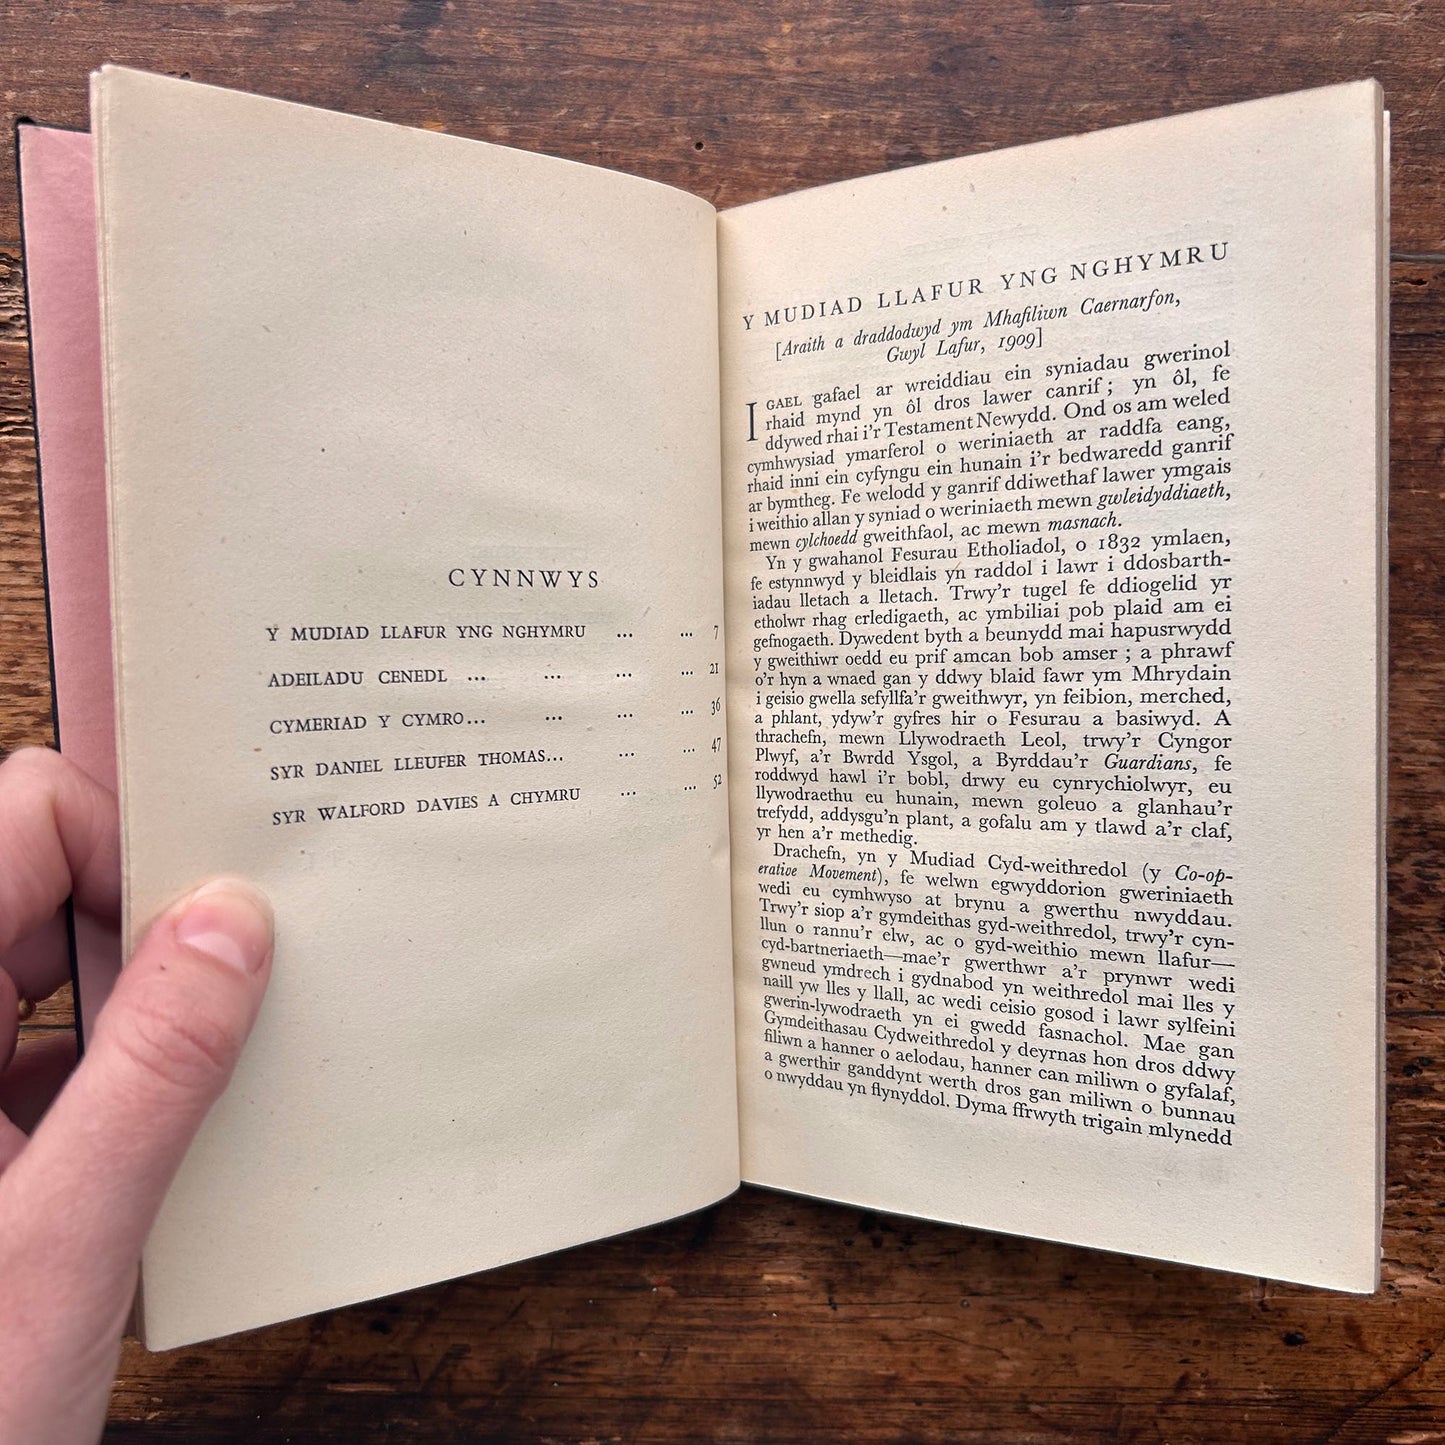 CYNNWYS
Y MUDIAD LLAFUR YNG NGHYMRU ... ... 7
ADEILADU CENEDL ... ... ... ... 21
CYMERIAD Y CYMRO... ... ... ... 36
SYR DANIEL LLEUFER THOMAS... ... ... 47
SYR WALFORD DAVIES A CHYMRU ... ... 52
Y MUDIAD LLAFUR YNG NGHYMRU
[Araith a draddodwyd ym Mhafiliwn Caernarfon,
Gwyl Lafur, 1909]
I GAEL gafael ar wreiddiau ein syniadau gwerinol
rhaid mynd yn ôl dros lawer canrif ; yn ôl, fe
ddywed rhai i'r Testament Newydd. Ond os am weled
cymhwysiad ymarferol o weriniaeth ar raddfa eang,
rhaid inni ein cyfyngu ein hunain i'r bedwaredd ganrif
ar bymtheg. Fe welodd y ganrif ddiwethaf lawer ymgais
i weithio allan y syniad o weriniaeth mewn gwleidyddiaeth,
mewn cylchoedd gweithfaol, ac mewn masnach.
Yn y gwahanol Fesurau Etholiadol, o 1832 ymlaen,
fe estynnwyd y bleidlais yn raddol i lawr i ddosbarth-
iadau lletach a lletach. Trwy'r tugel fe ddiogelid yr
etholwr rhag erledigaeth, ac ymbiliai pob plaid am ei
gefnogaeth. Dywedent byth a beunydd mai hapusrwydd
y gweithiwr oedd eu prif amcan bob amser ; a phrawf
o'r hyn a wnaed gan y ddwy blaid fawr ym Mhrydain
i geisio gwella sefyllfa'r gweithwyr, yn feibion, merched,
a phlant, ydyw'r gyfres hir o Fesurau a basiwyd. A
thrachefn, mewn Llywodraeth Leol, trwy'r Cyngor
Plwyf, a'r Bwrdd Ysgol, a Byrddau'r Guardians, fe
roddwyd hawl i'r bobl, drwy eu cynrychiolwyr, eu
llywodraethu eu hunain, mewn goleuo a glanhau'r
trefydd, addysgu'n plant, a gofalu am y tlawd a'r claf,
yr hen a'r methedig.
Drachefn, yn y Mudiad Cyd-weithredol (y Co-op-
erative Movement), fe welwn egwyddorion gweriniaeth
wedi eu cymhwyso at brynu a gwerthu nwyddau.
Trwy'r siop a'r gymdeithas gyd-weithredol, trwy'r cyn-
llun o rannu'r elw, ac o gyd-weithio mewn llafur—
cyd-bartneriaeth—mae'r gwerthwr a'r prynwr wedi
gwneud ymdrech i gydnabod yn weithredol mai lles y
naill yw lles y llall, ac wedi ceisio gosod i lawr sylfeini
gwerin-lywodraeth yn ei gwedd fasnachol. Mae gan
Gymdeithasau Cydweithredol y deyrnas hon dros ddwy
filiwn a hanner o aelodau, hanner can miliwn o gyfalaf,
a gwerthir ganddynt werth dros gan miliwn o bunnau
o nwyddau yn flynyddol. Dyma ffrwyth trigain mlynedd